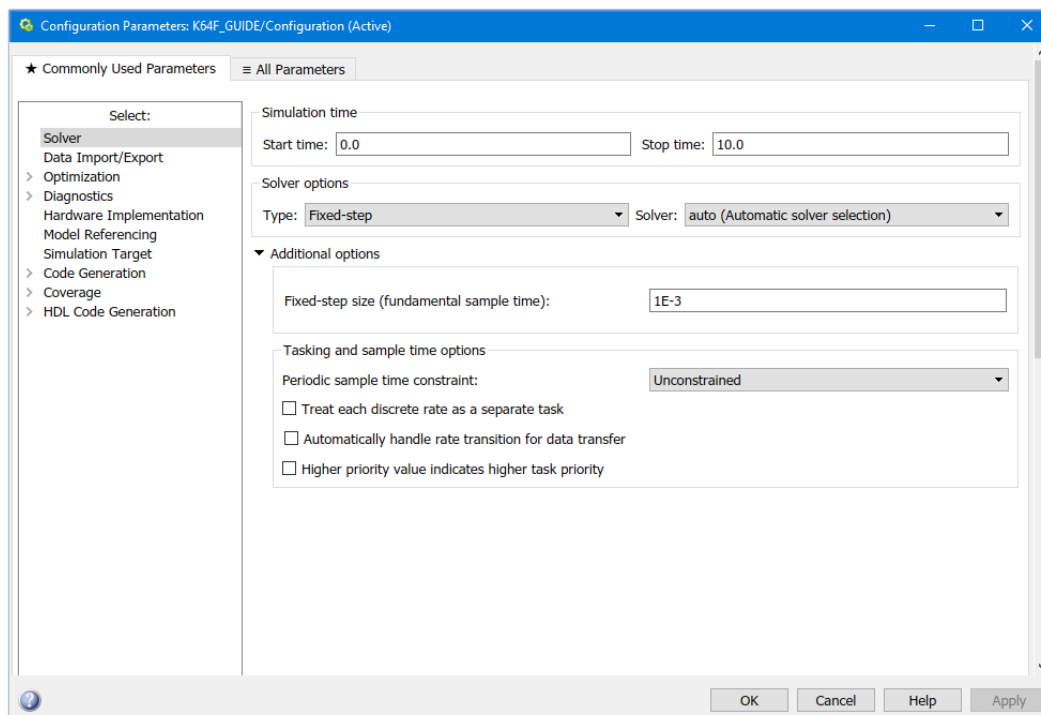 Configuration Parameters: K64F_GUIDE/Configuration (Active)
★ Commonly Used Parameters
≡ All Parameters
Select:
Solver
Data Import/Export
Optimization
Diagnostics
Hardware Implementation
Model Referencing
Simulation Target
Code Generation
Coverage
HDL Code Generation
Simulation time
Start time: 0.0 Stop time: 10.0
Solver options
Type: Fixed-step Solver: auto (Automatic solver selection)
Additional options
Fixed-step size (fundamental sample time): 1E-3
Tasking and sample time options
Periodic sample time constraint: Unconstrained
Treat each discrete rate as a separate task
Automatically handle rate transition for data transfer
Higher priority value indicates higher task priority
? OK Cancel Help Apply